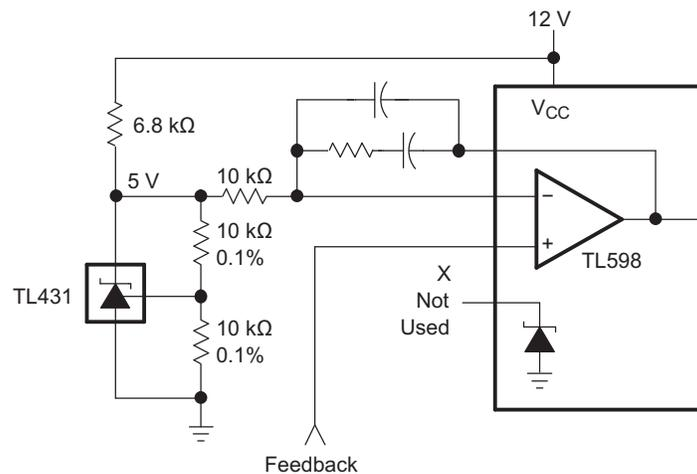 12 V
V_CC
6.8 kΩ
5 V
10 kΩ
10 kΩ
0.1%
TL431
10 kΩ
0.1%
−
+
TL598
X
Not
Used
Feedback